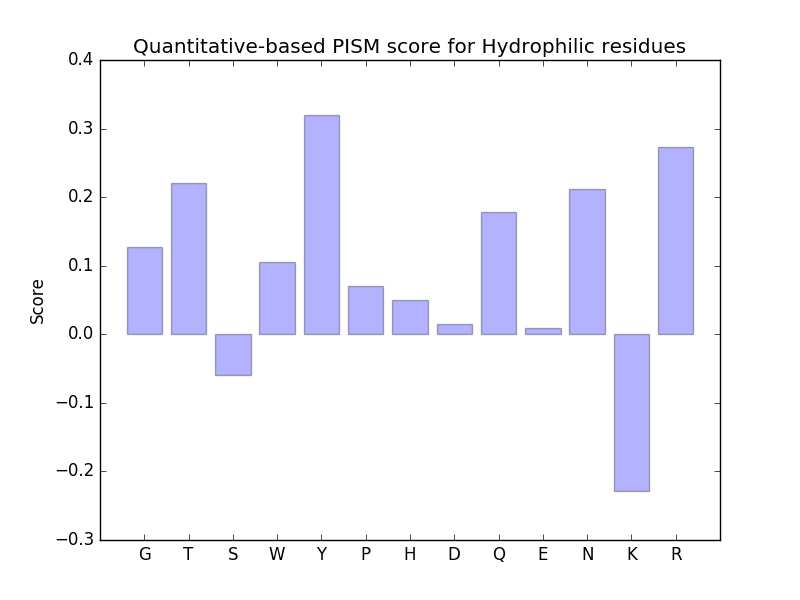 Quantitative-based PISM score for Hydrophilic residues
0.4
0.3
0.2
0.1
0.0
−0.1
−0.2
−0.3
Score
G T S W Y P H D Q E N K R